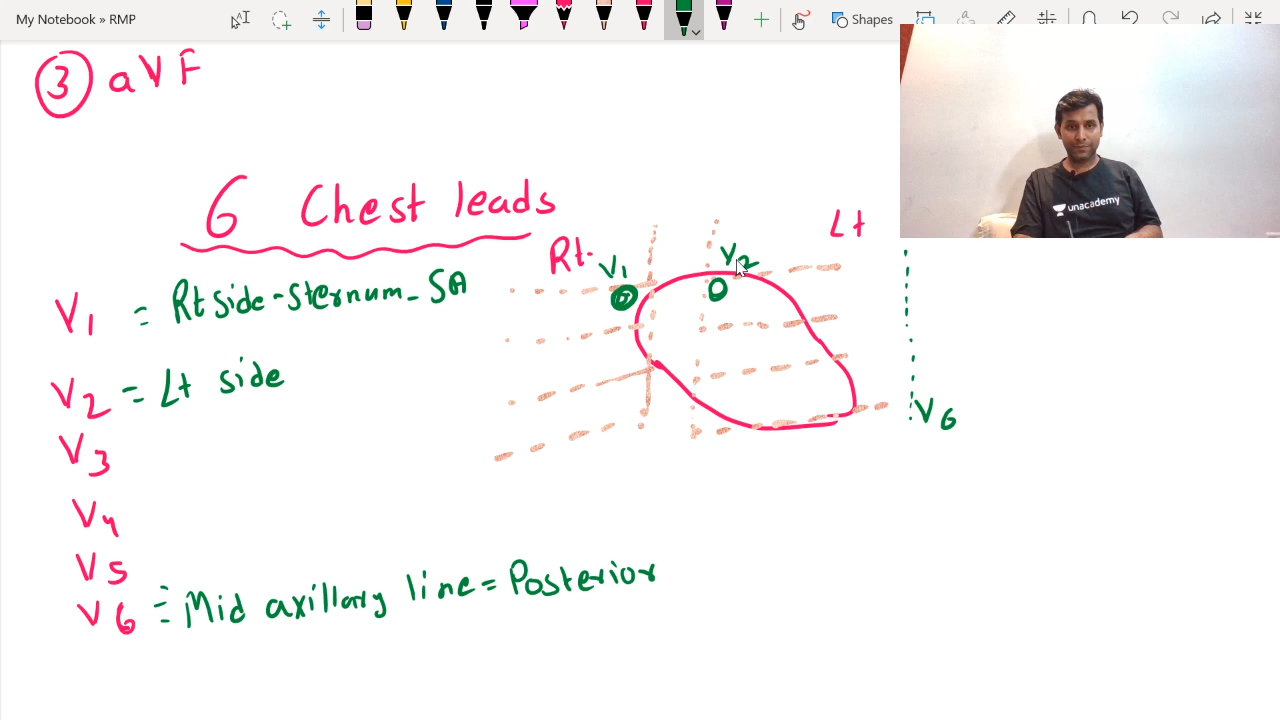 My Notebook » RMP
Shapes
unacademy
3 aVF
6 Chest leads
Rt.
Lt
V1
V2
V6
V1 = Rt side - Sternum - SA
V2 = Lt side
V3
V4
V5
V6 = Mid axillary line = Posterior